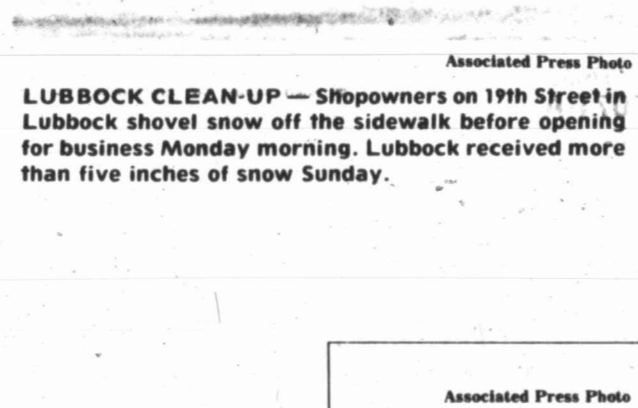 Associated Press Photo
LUBBOCK CLEAN-UP — Shopowners on 19th Street in
Lubbock shovel snow off the sidewalk before opening
for business Monday morning. Lubbock received more
than five inches of snow Sunday.
Associated Press Photo